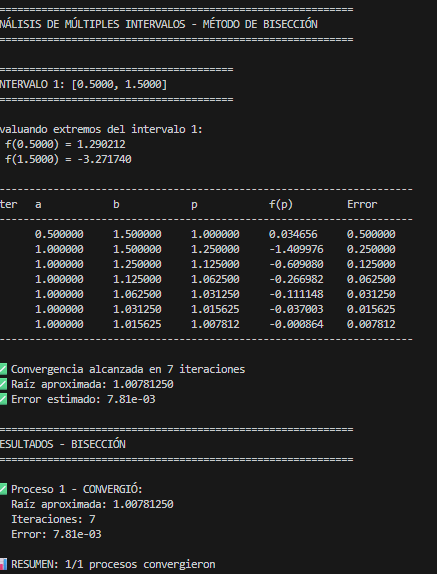 ============================================================
NÁLISIS DE MÚLTIPLES INTERVALOS - MÉTODO DE BISECCIÓN
============================================================
========================================
NTERVALO 1: [0.5000, 1.5000]
========================================
valuando extremos del intervalo 1:
f(0.5000) = 1.290212
f(1.5000) = -3.271740
----------------------------------------------------------------------
ter a b p f(p) Error
----------------------------------------------------------------------
0.500000 1.500000 1.000000 0.034656 0.500000
1.000000 1.500000 1.250000 -1.409976 0.250000
1.000000 1.250000 1.125000 -0.609080 0.125000
1.000000 1.125000 1.062500 -0.266982 0.062500
1.000000 1.062500 1.031250 -0.111148 0.031250
1.000000 1.031250 1.015625 -0.037003 0.015625
1.000000 1.015625 1.007812 -0.000864 0.007812
----------------------------------------------------------------------
✅ Convergencia alcanzada en 7 iteraciones
✅ Raíz aproximada: 1.00781250
✅ Error estimado: 7.81e-03
============================================================
ESULTADOS - BISECCIÓN
============================================================
✅ Proceso 1 - CONVERGIÓ:
Raíz aproximada: 1.00781250
Iteraciones: 7
Error: 7.81e-03
📊 RESUMEN: 1/1 procesos convergieron